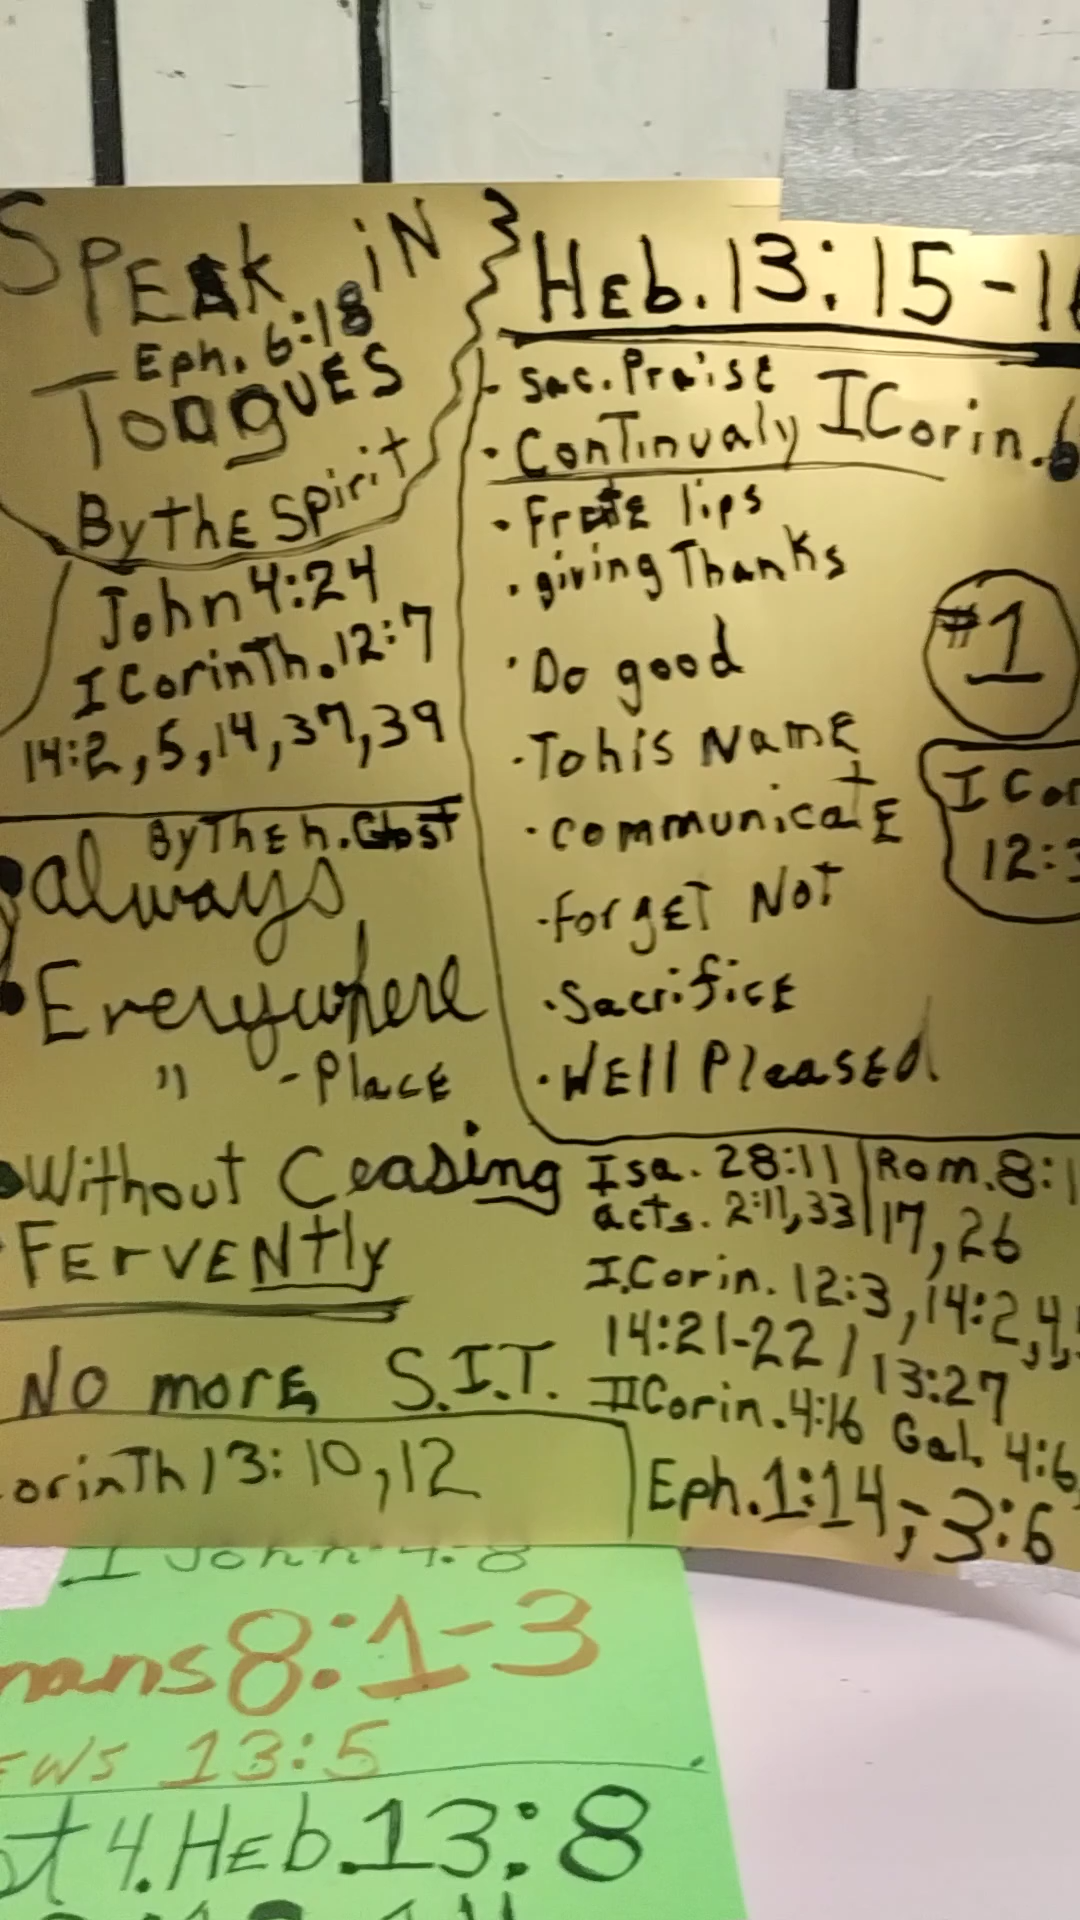 SPEAK iN
Eph. 6:18
TONgUES
By THE Spirit
John 4:24
I CorinTh. 12:7
14:2, 5, 14, 37, 39
By THE h. Ghost
always
Everywhere
" - PlacE
Without Ceasing
FErVENtly
No morE S.I.T.
orinTh 13:10, 12
HEb. 13:15-1
- Sac. PraisE
• ConTinualy I Corin. 6
• lips
• giving Thanks
• Do good
• To his NamE
• communicatE
• ForgET NoT
• SacrificE
• WEll PlEasEd
#1
I Cor
12:3
Isa. 28:11
acts. 2:11, 33
Rom. 8:1
17, 26
I. Corin. 12:3, 14:2, 4,
14:21-22 / 13:27
II Corin. 4:16 Gal. 4:6
Eph. 1:14; 3:6
I John 4:8
mans 8:1-3
EWS 13:5
4. HEb. 13:8